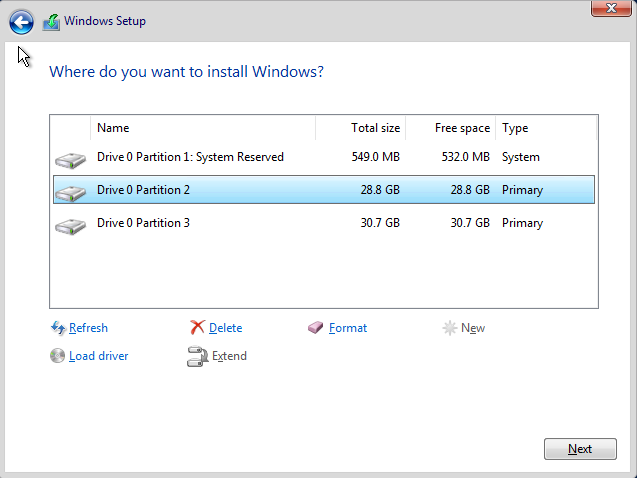 Windows Setup
Where do you want to install Windows?
Name Total size Free space Type
Drive 0 Partition 1: System Reserved 549.0 MB 532.0 MB System
Drive 0 Partition 2 28.8 GB 28.8 GB Primary
Drive 0 Partition 3 30.7 GB 30.7 GB Primary
Refresh Delete Format New
Load driver Extend
Next